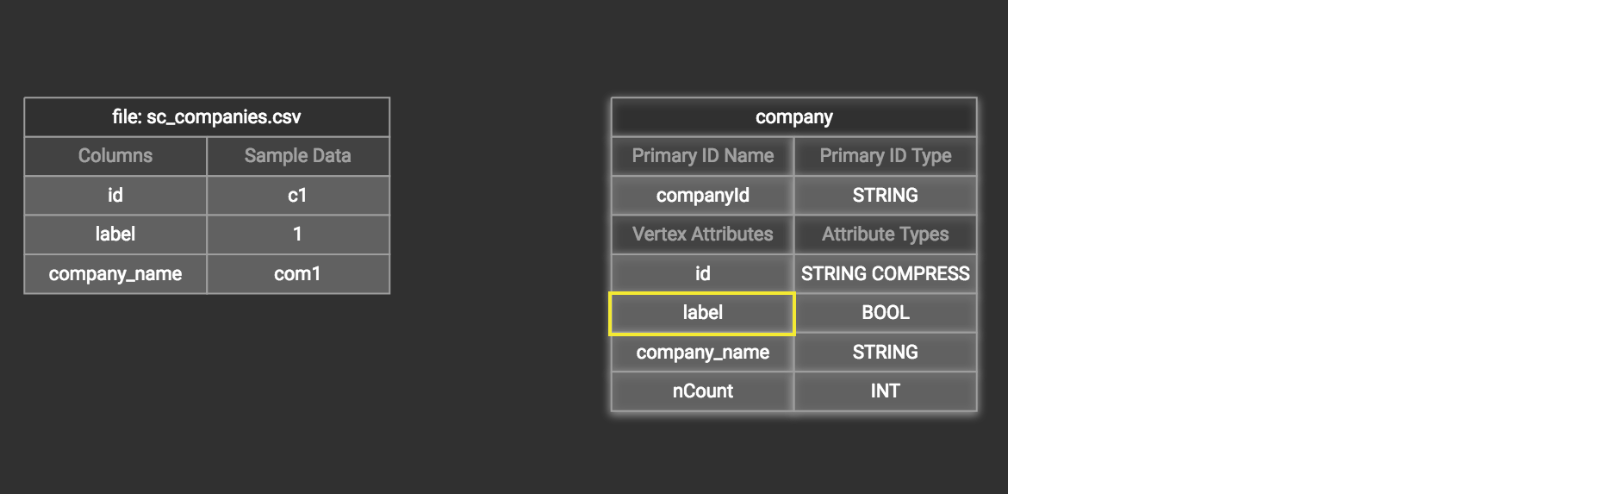 file: sc_companies.csv
Columns Sample Data
id c1
label 1
company_name com1
company
Primary ID Name Primary ID Type
companyId STRING
Vertex Attributes Attribute Types
id STRING COMPRESS
label BOOL
company_name STRING
nCount INT